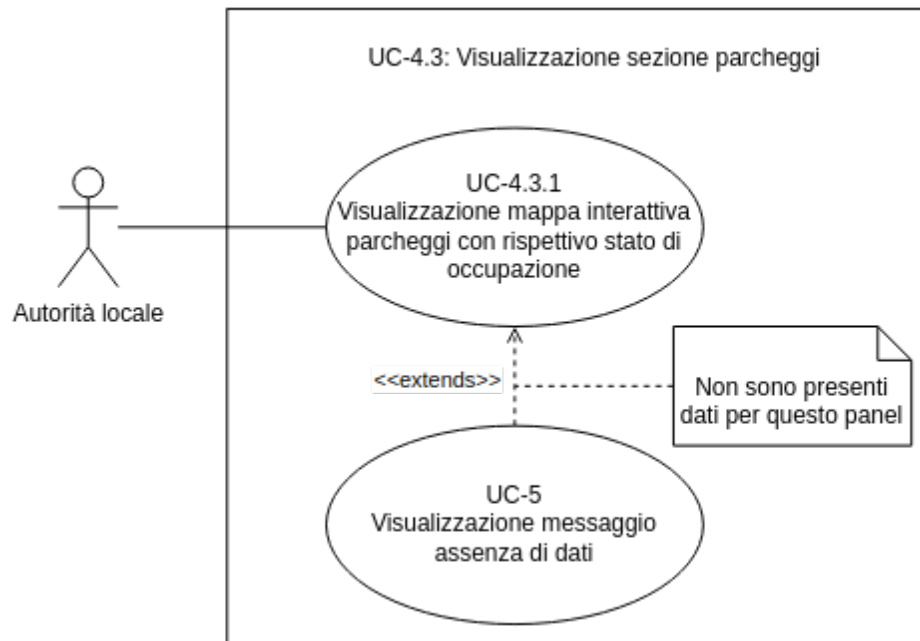 UC-4.3: Visualizzazione sezione parcheggi
UC-4.3.1
Visualizzazione mappa interattiva
parcheggi con rispettivo stato di
occupazione
Autorità locale
<<extends>>
Non sono presenti
dati per questo panel
UC-5
Visualizzazione messaggio
assenza di dati